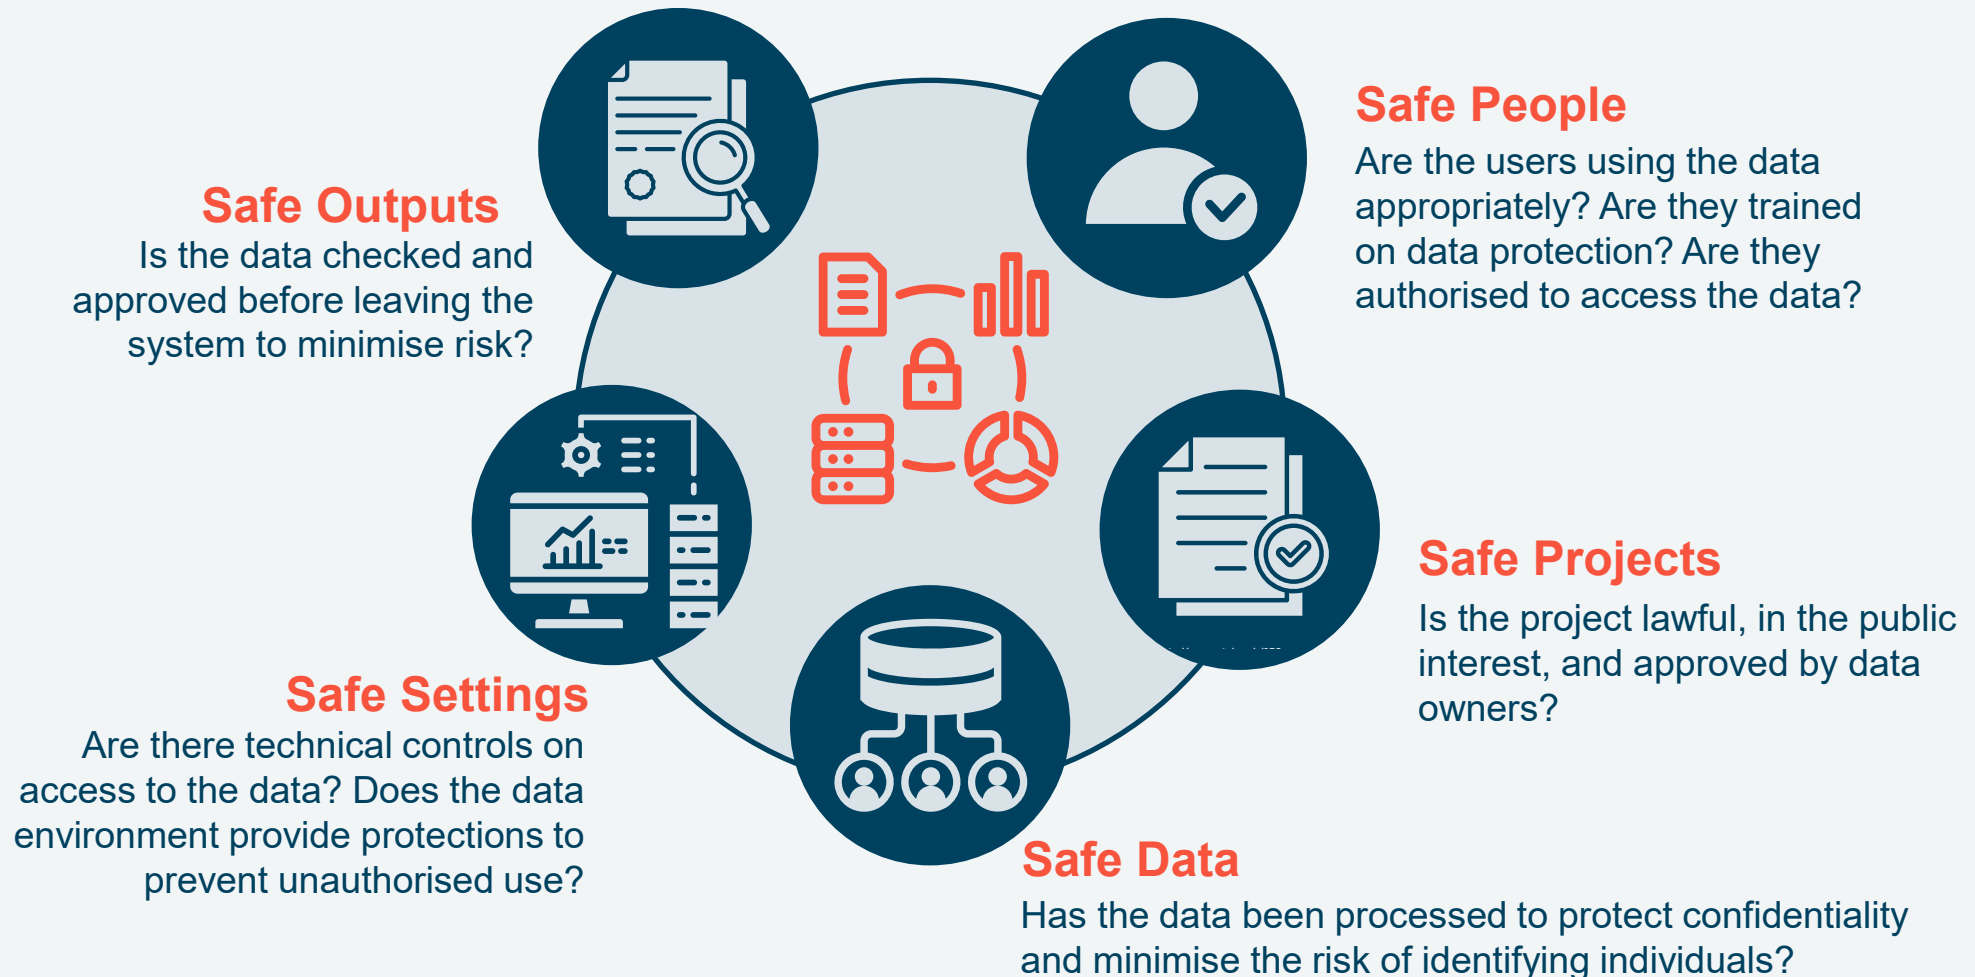 Safe People
Are the users using the data
appropriately? Are they trained
on data protection? Are they
authorised to access the data?
Safe Projects
Is the project lawful, in the public
interest, and approved by data
owners?
Safe Data
Has the data been processed to protect confidentiality
and minimise the risk of identifying individuals?
Safe Settings
Are there technical controls on
access to the data? Does the data
environment provide protections to
prevent unauthorised use?
Safe Outputs
Is the data checked and
approved before leaving the
system to minimise risk?